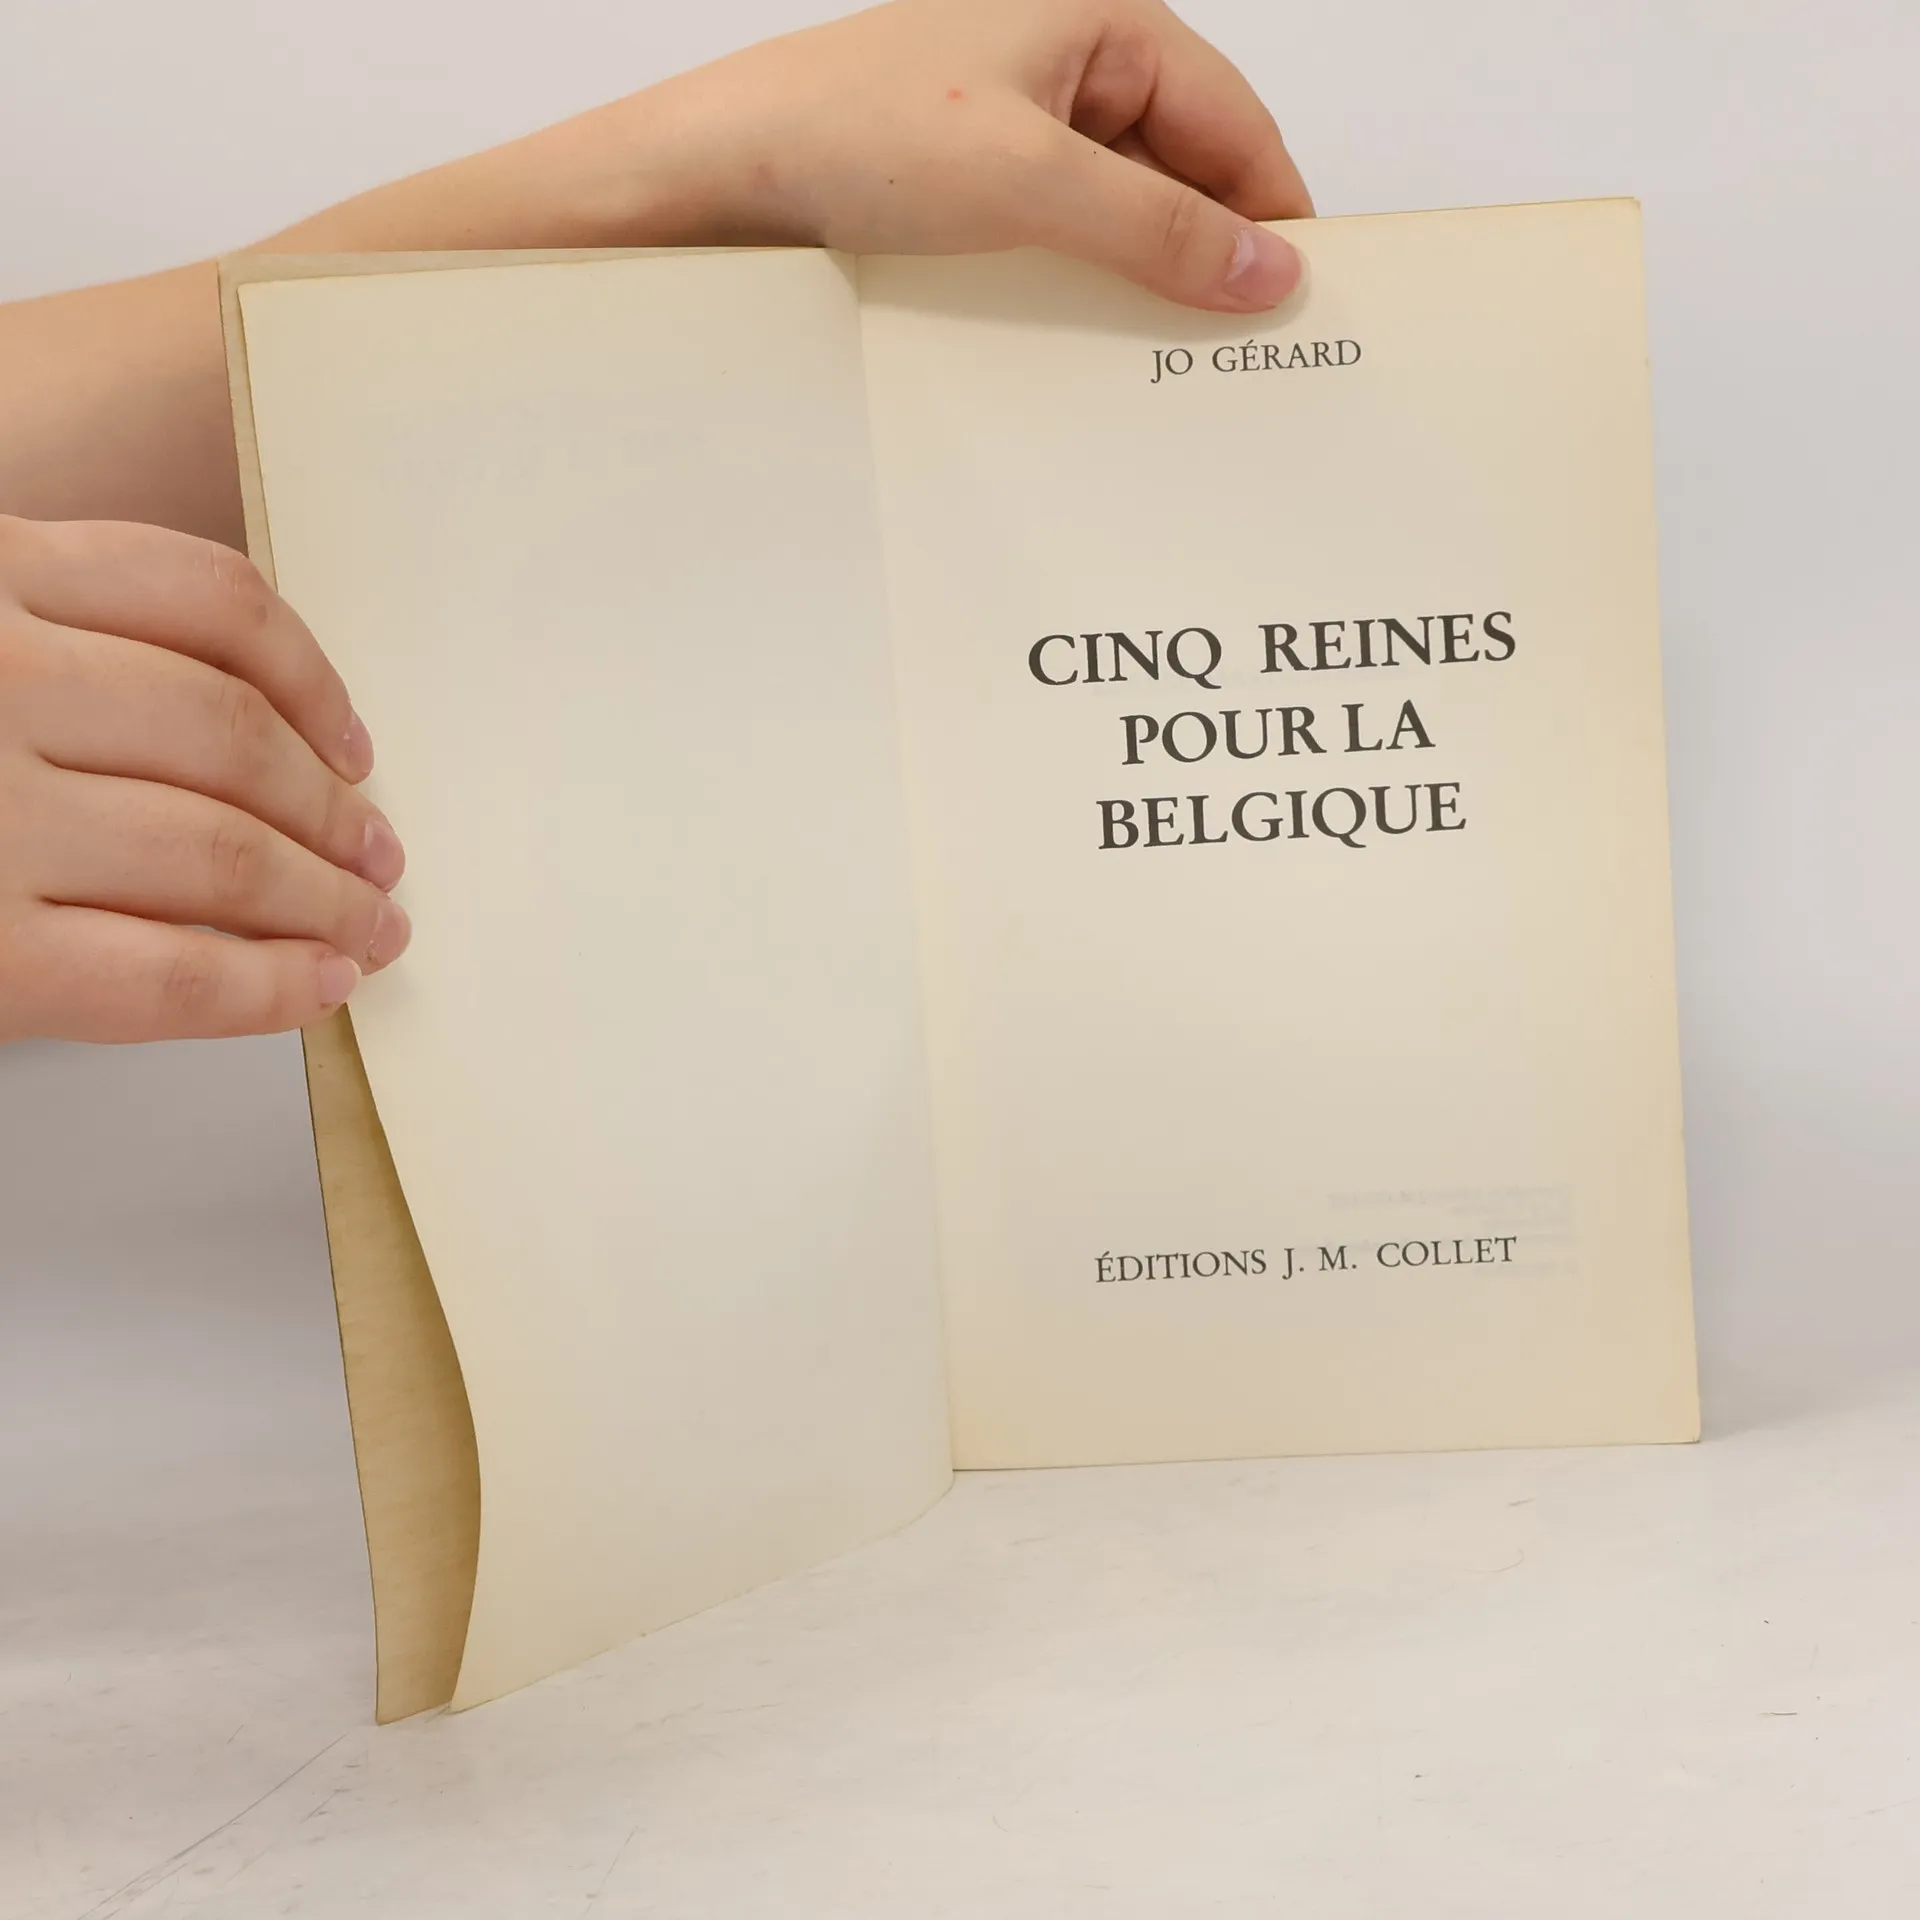 JO GÉRARD
CINQ REINES
POUR LA
BELGIQUE
ÉDITIONS J. M. COLLET